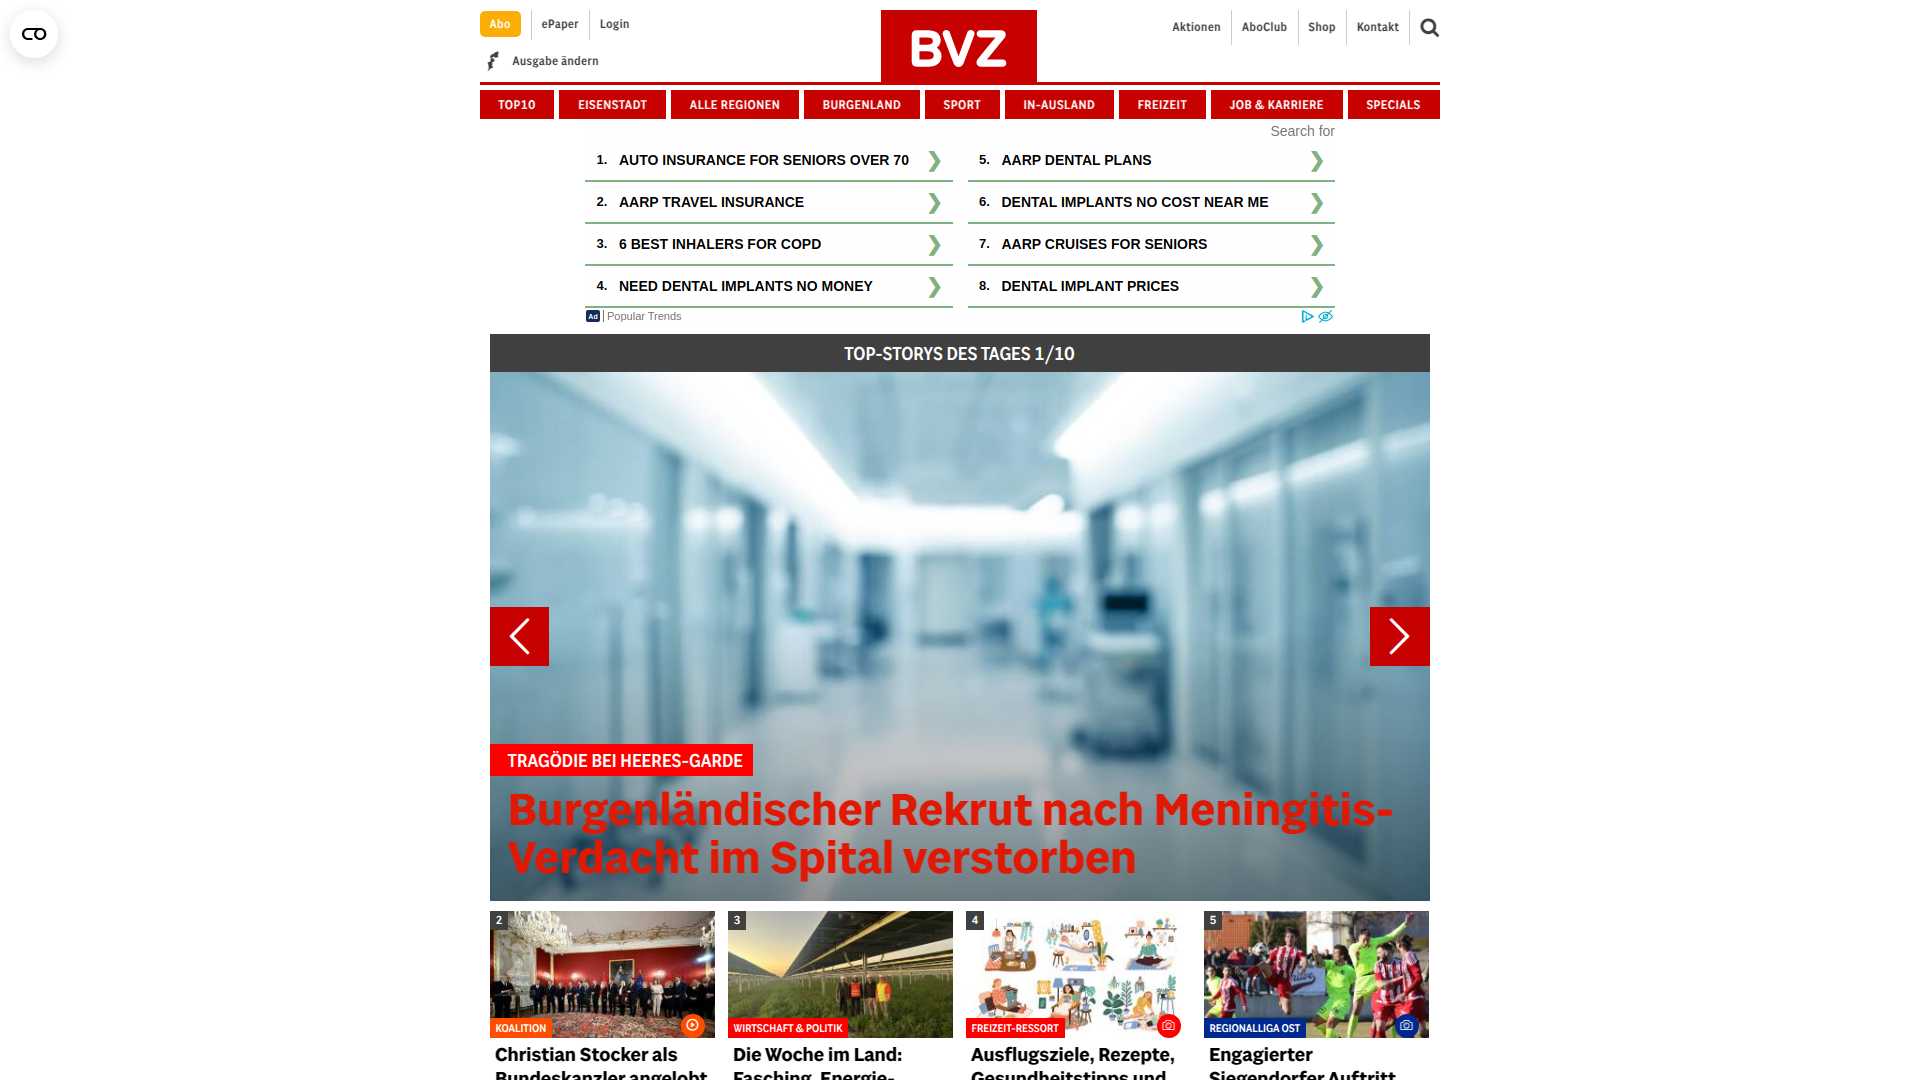 Abo
ePaper
Login
Ausgabe ändern
BVZ
Aktionen
AboClub
Shop
Kontakt
TOP10
EISENSTADT
ALLE REGIONEN
BURGENLAND
SPORT
IN-AUSLAND
FREIZEIT
JOB & KARRIERE
SPECIALS
Search for
1. AUTO INSURANCE FOR SENIORS OVER 70
2. AARP TRAVEL INSURANCE
3. 6 BEST INHALERS FOR COPD
4. NEED DENTAL IMPLANTS NO MONEY
5. AARP DENTAL PLANS
6. DENTAL IMPLANTS NO COST NEAR ME
7. AARP CRUISES FOR SENIORS
8. DENTAL IMPLANT PRICES
Ad | Popular Trends
TOP-STORYS DES TAGES 1/10
TRAGÖDIE BEI HEERES-GARDE
Burgenländischer Rekrut nach Meningitis-
Verdacht im Spital verstorben
2
KOALITION
Christian Stocker als
Bundeskanzler angelobt
3
WIRTSCHAFT & POLITIK
Die Woche im Land:
Fasching, Energie-
4
FREIZEIT-RESSORT
Ausflugsziele, Rezepte,
Gesundheitstipps und
5
REGIONALLIGA OST
Engagierter
Siegendorfer Auftritt